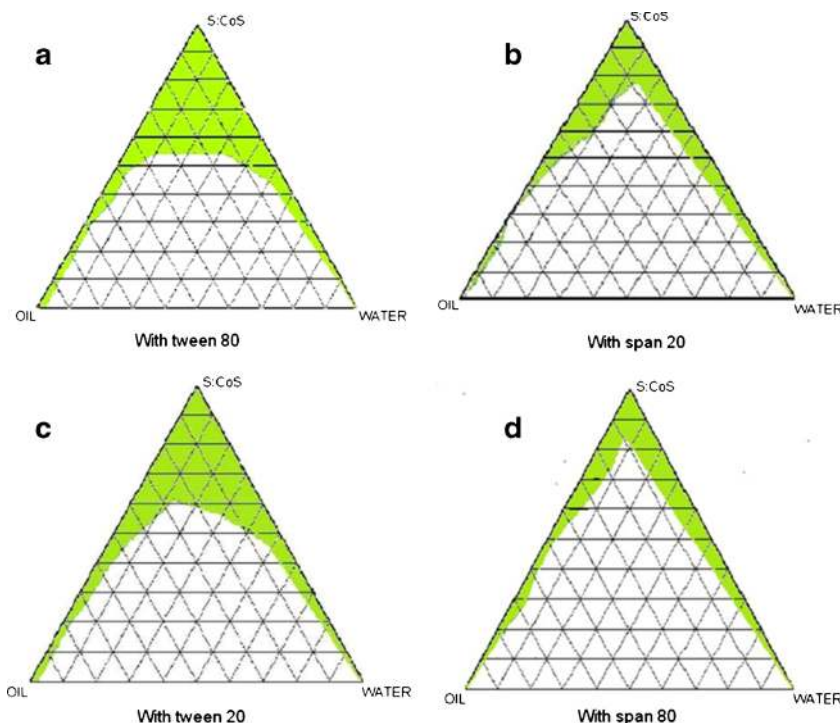 S:CoS
a
OIL
WATER
With tween 80
S:CoS
b
OIL
WATER
With span 20
S:CoS
c
OIL
WATER
With tween 20
S:CoS
d
OIL
WATER
With span 80